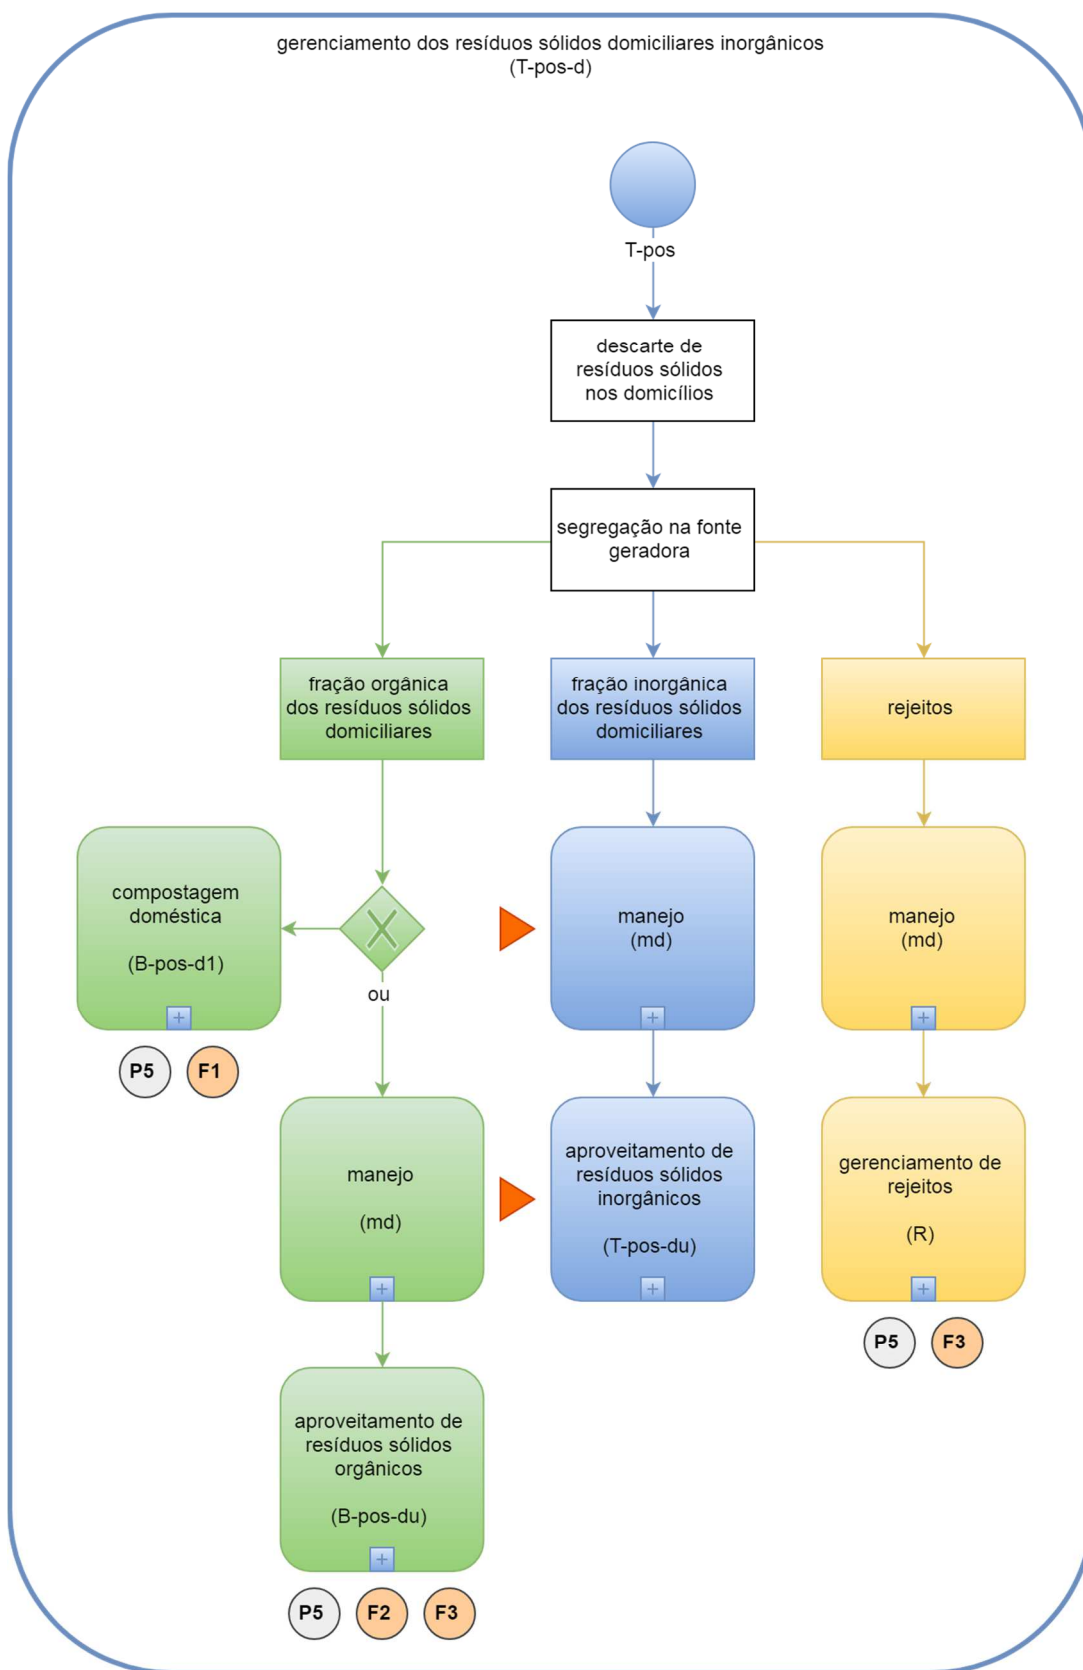 gerenciamento dos resíduos sólidos domiciliares inorgânicos
(T-pos-d)
T-pos
descarte de
resíduos sólidos
nos domicílios
segregação na fonte
geradora
fração orgânica
dos resíduos sólidos
domiciliares
fração inorgânica
dos resíduos sólidos
domiciliares
rejeitos
compostagem
doméstica
(B-pos-d1)
P5
F1
X
ou
manejo
(md)
manejo
(md)
manejo
(md)
aproveitamento de
resíduos sólidos
inorgânicos
(T-pos-du)
gerenciamento de
rejeitos
(R)
P5
F3
aproveitamento de
resíduos sólidos
orgânicos
(B-pos-du)
P5
F2
F3